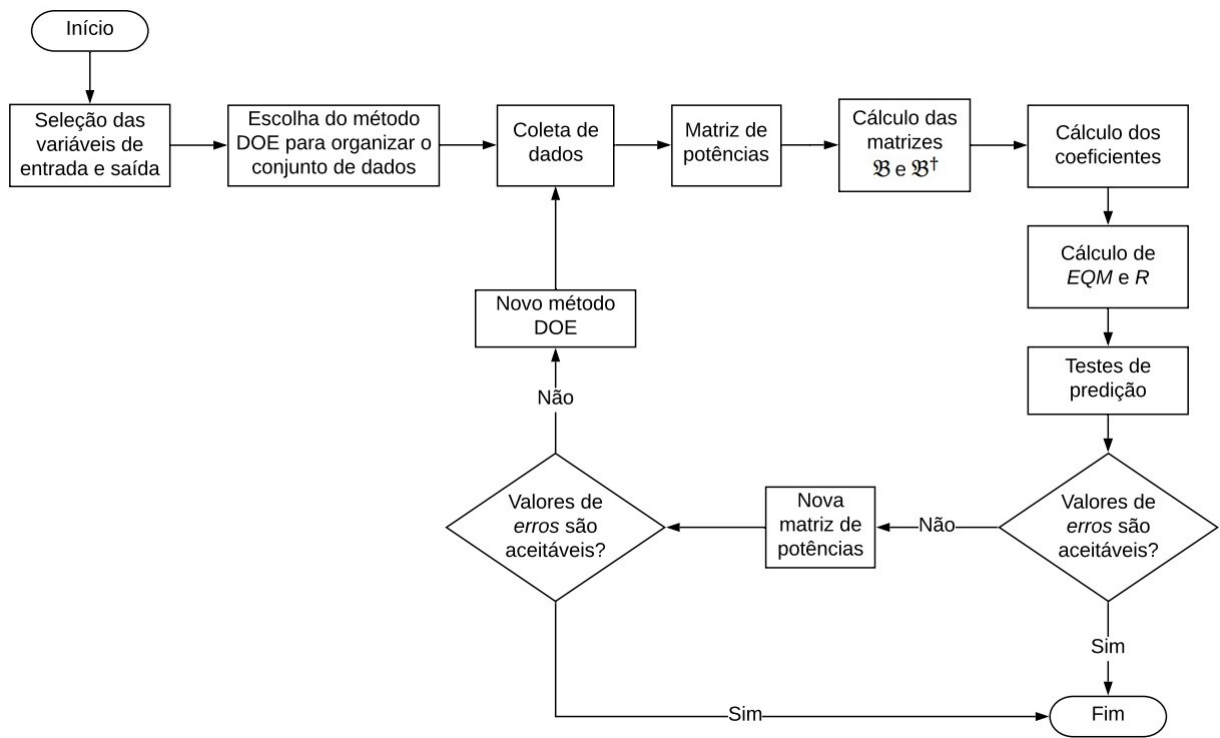 Início
Seleção das
variáveis de
entrada e saída
Escolha do método
DOE para organizar o
conjunto de dados
Coleta de
dados
Matriz de
potências
Cálculo das
matrizes
𝔅 e 𝔅†
Cálculo dos
coeficientes
Cálculo de
EQM e R
Testes de
predição
Valores de
erros são
aceitáveis?
Não
Nova
matriz de
potências
Valores de
erros são
aceitáveis?
Não
Novo método
DOE
Sim
Sim
Fim